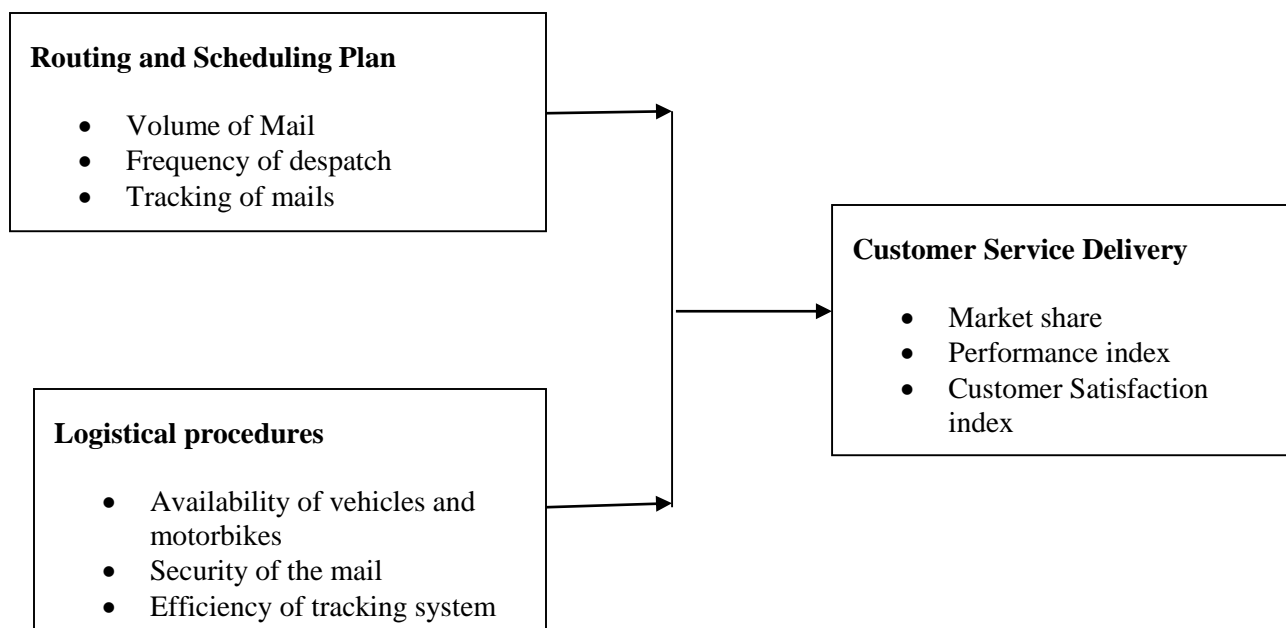 Routing and Scheduling Plan
• Volume of Mail
• Frequency of despatch
• Tracking of mails
Customer Service Delivery
• Market share
• Performance index
• Customer Satisfaction
index
Logistical procedures
• Availability of vehicles and
motorbikes
• Security of the mail
• Efficiency of tracking system